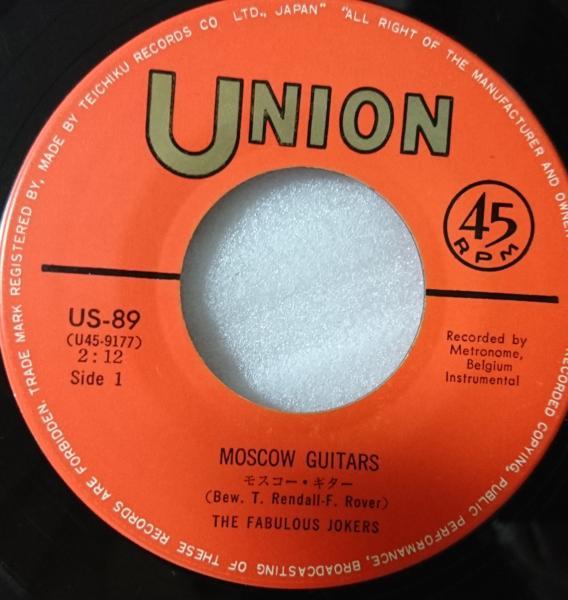 TRADE MARK REGISTERED BY, MADE BY TEICHIKU RECORDS CO. LTD., JAPAN" "ALL RIGHT OF THE MANUFACTURER AND OWNER
RECORDED COPYING, PUBLIC PERFORMANCE, BROADCASTING OF THESE RECORDS ARE FORBIDDEN.
UNION
45
RPM
US-89
(U45-9177)
2:12
Side 1
Recorded by
Metronome,
Belgium
Instrumental
MOSCOW GUITARS
モスコー・ギター
(Bew. T. Rendall-F. Rover)
THE FABULOUS JOKERS